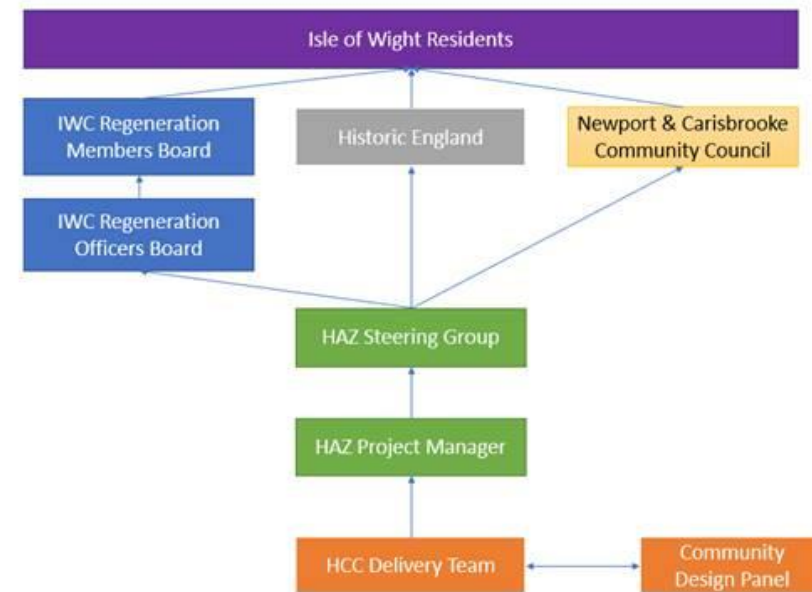 Isle of Wight Residents
IWC Regeneration
Members Board
Historic England
Newport & Carisbrooke
Community Council
IWC Regeneration
Officers Board
HAZ Steering Group
HAZ Project Manager
HCC Delivery Team
Community
Design Panel